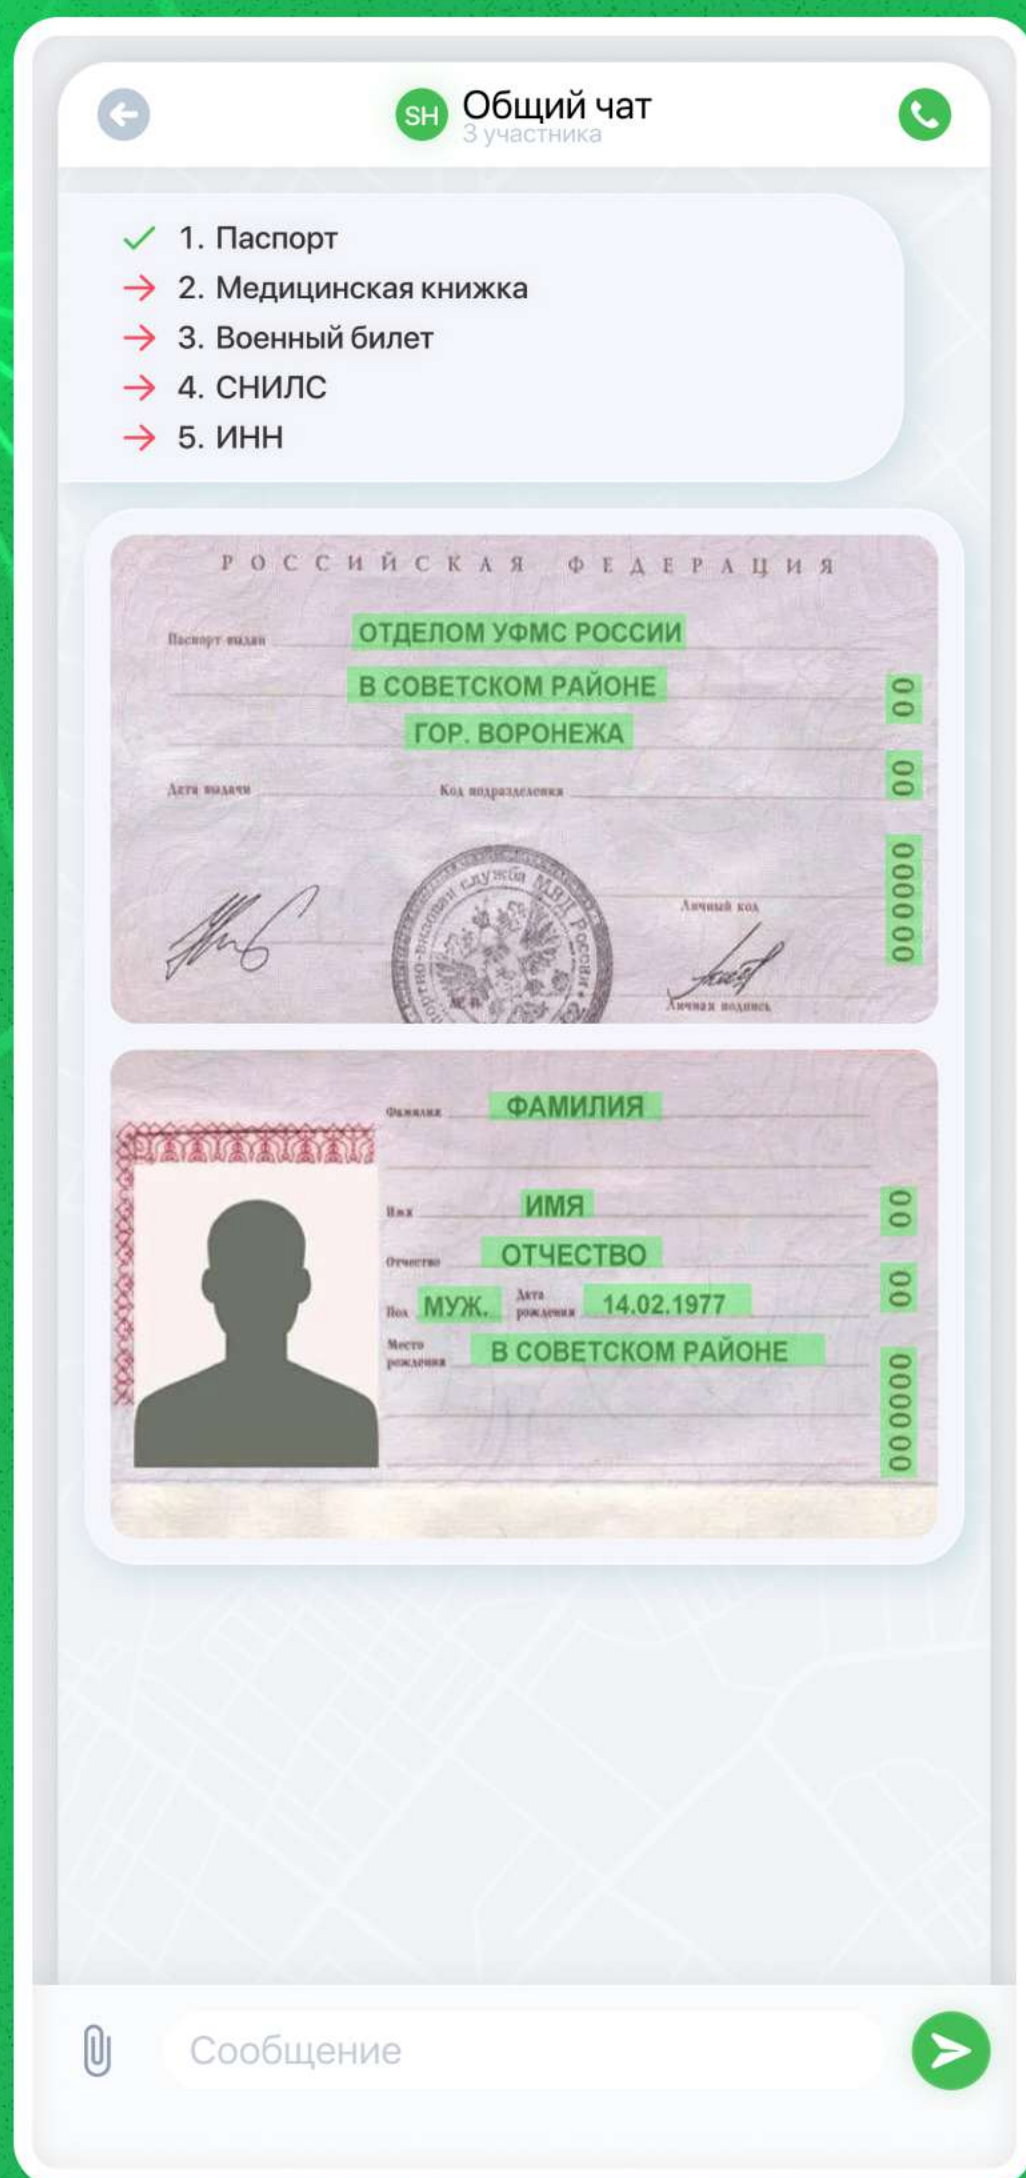 SH Общий чат
3 участника
1. Паспорт
2. Медицинская книжка
3. Военный билет
4. СНИЛС
5. ИНН
РОССИЙСКАЯ ФЕДЕРАЦИЯ
Паспорт выдан ОТДЕЛОМ УФМС РОССИИ
В СОВЕТСКОМ РАЙОНЕ
ГОР. ВОРОНЕЖА
Дата выдачи Код подразделения
00 00 000000
служба МВД России
Личный код
Личная подпись
Фамилия ФАМИЛИЯ
Имя ИМЯ
Отчество ОТЧЕСТВО
Пол МУЖ. Дата рождения 14.02.1977
Место рождения В СОВЕТСКОМ РАЙОНЕ
00 00 000000
Сообщение